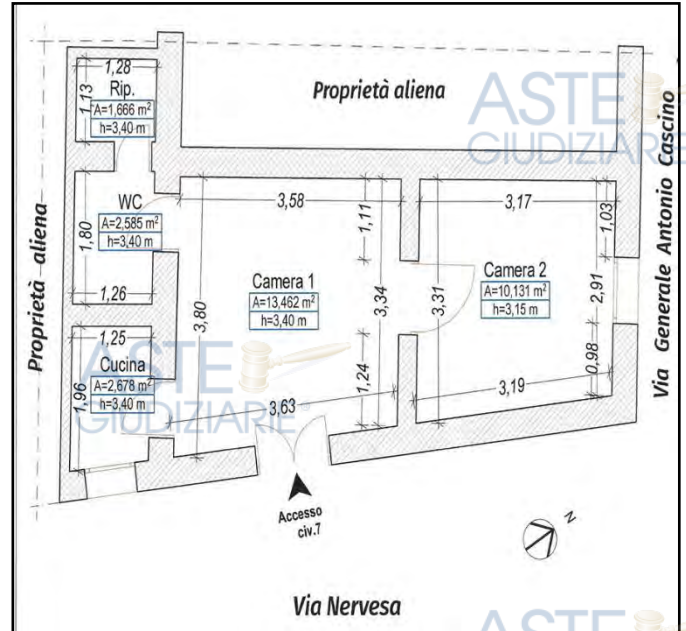 1,28
Rip.
A=1,666 m²
h=3,40 m
1,13
Proprietà aliena
ASTE
GIUDIZIARIE
Via Generale Antonio Cascino
Proprietà aliena
WC
A=2,585 m²
h=3,40 m
1,80
1,26
3,58
1,11
3,17
1,03
Camera 1
A=13,462 m²
h=3,40 m
3,80
3,34
3,31
Camera 2
A=10,131 m²
h=3,15 m
2,91
0,98
1,25
Cucina
A=2,678 m²
h=3,40 m
1,96
ASTE
GIUDIZIARIE®
1,24
3,63
3,19
Accesso
civ.7
N
Via Nervesa
ASTE